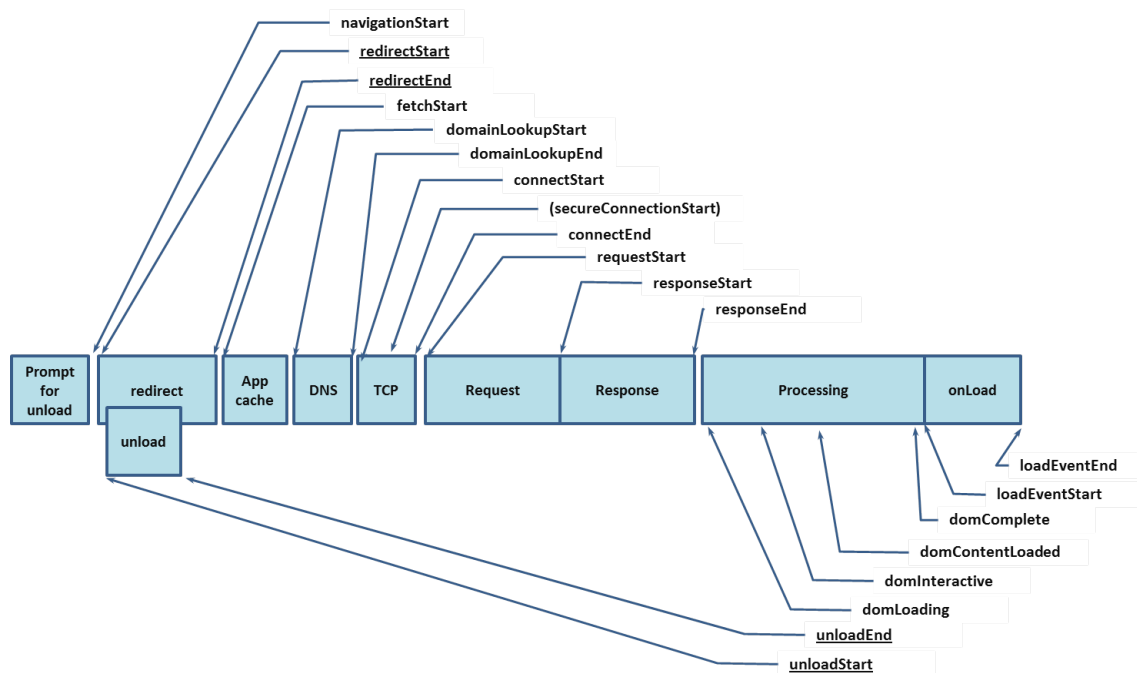 navigationStart
redirectStart
redirectEnd
fetchStart
domainLookupStart
domainLookupEnd
connectStart
(secureConnectionStart)
connectEnd
requestStart
responseStart
responseEnd
Prompt
for
unload
redirect
App
cache
DNS
TCP
Request
Response
Processing
onLoad
unload
loadEventEnd
loadEventStart
domComplete
domContentLoaded
domInteractive
domLoading
unloadEnd
unloadStart